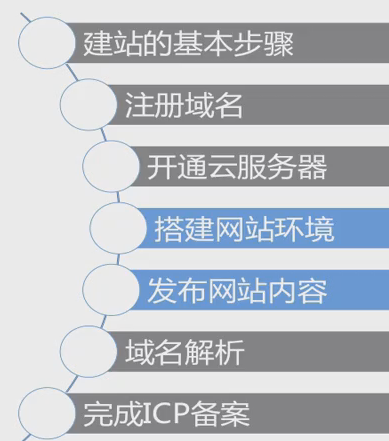 建站的基本步骤
注册域名
开通云服务器
搭建网站环境
发布网站内容
域名解析
完成ICP备案